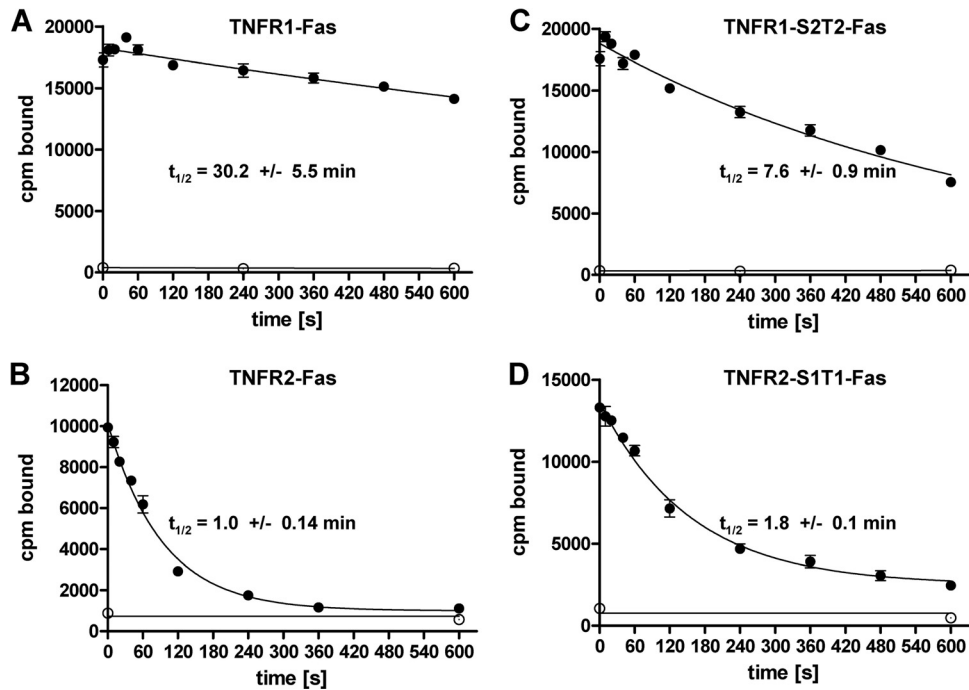 A
TNFR1-Fas
cpm bound
20000
15000
10000
5000
0
t1/2 = 30.2 +/- 5.5 min
0 60 120 180 240 300 360 420 480 540 600
time [s]
C
TNFR1-S2T2-Fas
cpm bound
20000
15000
10000
5000
0
t1/2 = 7.6 +/- 0.9 min
0 60 120 180 240 300 360 420 480 540 600
time [s]
B
TNFR2-Fas
cpm bound
12000
10000
8000
6000
4000
2000
0
t1/2 = 1.0 +/- 0.14 min
0 60 120 180 240 300 360 420 480 540 600
time [s]
D
TNFR2-S1T1-Fas
cpm bound
15000
10000
5000
0
t1/2 = 1.8 +/- 0.1 min
0 60 120 180 240 300 360 420 480 540 600
time [s]